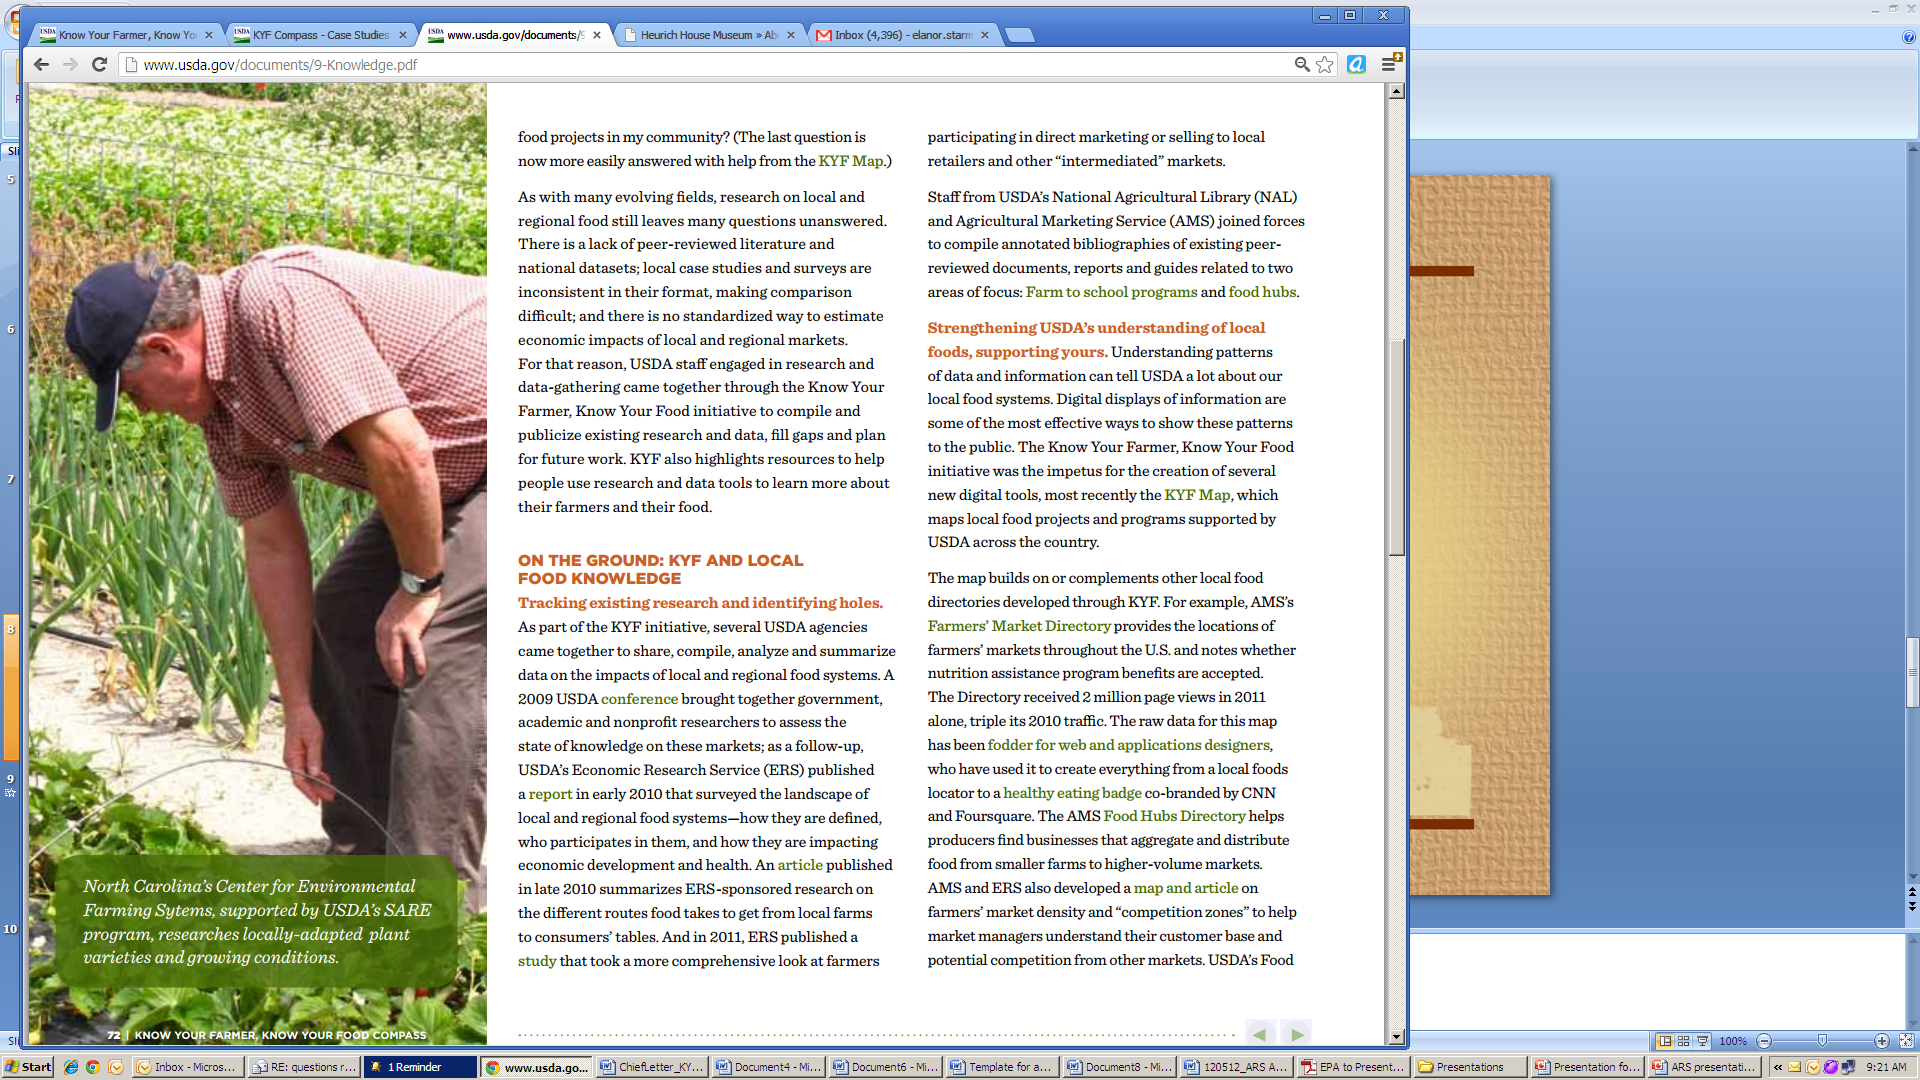 Know Your Farmer, Know Yo
KYF Compass - Case Studies
www.usda.gov/documents/9
Heurich House Museum » Ab
Inbox (4,396) - elanor.starm
www.usda.gov/documents/9-Knowledge.pdf
food projects in my community? (The last question is
now more easily answered with help from the KYF Map.)
As with many evolving fields, research on local and
regional food still leaves many questions unanswered.
There is a lack of peer-reviewed literature and
national datasets; local case studies and surveys are
inconsistent in their format, making comparison
difficult; and there is no standardized way to estimate
economic impacts of local and regional markets.
For that reason, USDA staff engaged in research and
data-gathering came together through the Know Your
Farmer, Know Your Food initiative to compile and
publicize existing research and data, fill gaps and plan
for future work. KYF also highlights resources to help
people use research and data tools to learn more about
their farmers and their food.
ON THE GROUND: KYF AND LOCAL
FOOD KNOWLEDGE
Tracking existing research and identifying holes.
As part of the KYF initiative, several USDA agencies
came together to share, compile, analyze and summarize
data on the impacts of local and regional food systems. A
2009 USDA conference brought together government,
academic and nonprofit researchers to assess the
state of knowledge on these markets; as a follow-up,
USDA's Economic Research Service (ERS) published
a report in early 2010 that surveyed the landscape of
local and regional food systems—how they are defined,
who participates in them, and how they are impacting
economic development and health. An article published
in late 2010 summarizes ERS-sponsored research on
the different routes food takes to get from local farms
to consumers' tables. And in 2011, ERS published a
study that took a more comprehensive look at farmers
participating in direct marketing or selling to local
retailers and other “intermediated” markets.
Staff from USDA's National Agricultural Library (NAL)
and Agricultural Marketing Service (AMS) joined forces
to compile annotated bibliographies of existing peer-
reviewed documents, reports and guides related to two
areas of focus: Farm to school programs and food hubs.
Strengthening USDA's understanding of local
foods, supporting yours. Understanding patterns
of data and information can tell USDA a lot about our
local food systems. Digital displays of information are
some of the most effective ways to show these patterns
to the public. The Know Your Farmer, Know Your Food
initiative was the impetus for the creation of several
new digital tools, most recently the KYF Map, which
maps local food projects and programs supported by
USDA across the country.
The map builds on or complements other local food
directories developed through KYF. For example, AMS's
Farmers' Market Directory provides the locations of
farmers' markets throughout the U.S. and notes whether
nutrition assistance program benefits are accepted.
The Directory received 2 million page views in 2011
alone, triple its 2010 traffic. The raw data for this map
has been fodder for web and applications designers,
who have used it to create everything from a local foods
locator to a healthy eating badge co-branded by CNN
and Foursquare. The AMS Food Hubs Directory helps
producers find businesses that aggregate and distribute
food from smaller farms to higher-volume markets.
AMS and ERS also developed a map and article on
farmers' market density and “competition zones” to help
market managers understand their customer base and
potential competition from other markets. USDA's Food
North Carolina's Center for Environmental
Farming Sytems, supported by USDA's SARE
program, researches locally-adapted plant
varieties and growing conditions.
72 | KNOW YOUR FARMER, KNOW YOUR FOOD COMPASS
5
6
7
8
9
10
100%
Start
Inbox - Micros...
RE: questions r...
1 Reminder
www.usda.go...
ChiefLetter_KY...
Document4 - Mi...
Document6 - Mi...
Template for a...
Document8 - Mi...
120512_ARS A...
EPA to Present...
Presentations
Presentation fo...
ARS presentati...
9:21 AM